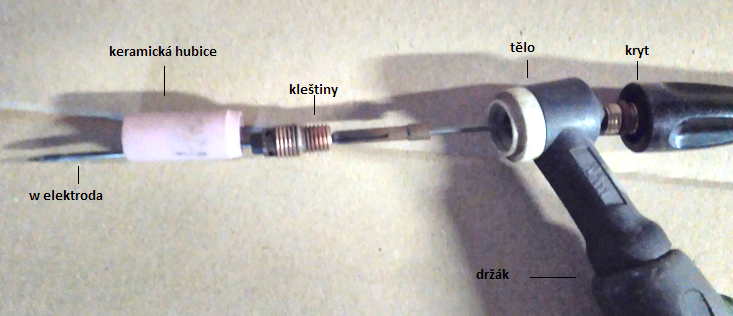 keramická hubice
kleštiny
tělo
kryt
w elektroda
držák